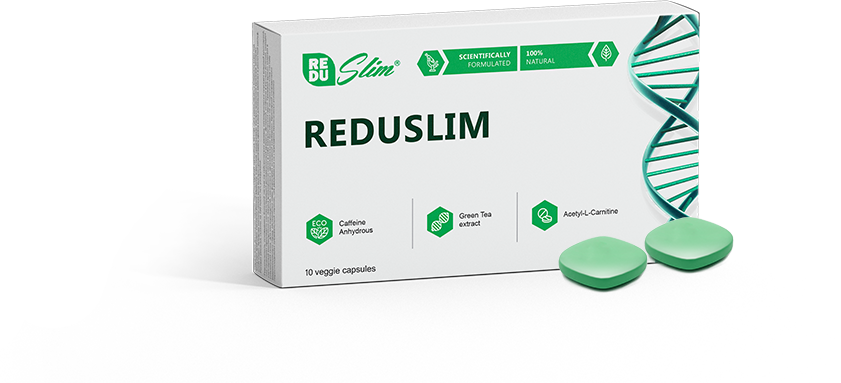 RE
DU
Slim®
SCIENTIFICALLY
FORMULATED
100%
NATURAL
REDUSLIM
ECO
Caffeine
Anhydrous
Green Tea
extract
Acetyl-L-Carnitine
10 veggie capsules